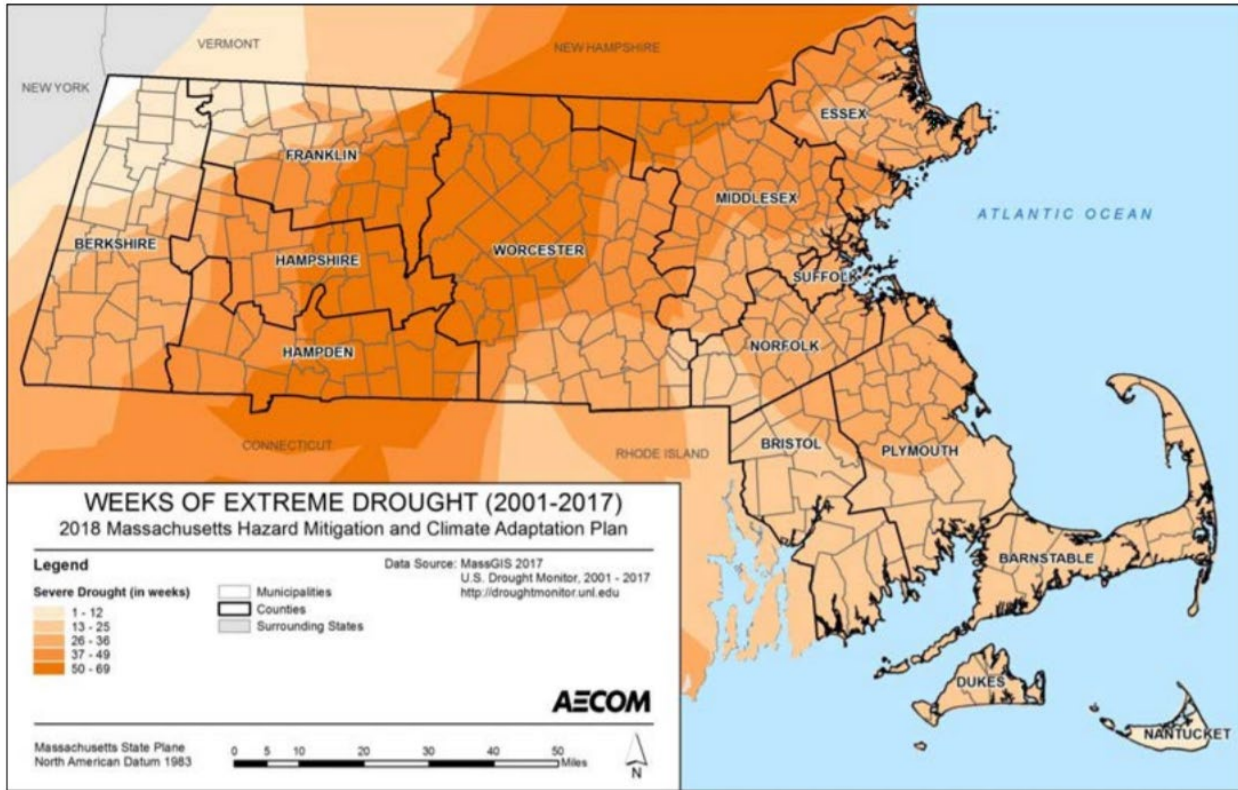 VERMONT
NEW HAMPSHIRE
NEW YORK
ESSEX
FRANKLIN
MIDDLESEX
ATLANTIC OCEAN
BERKSHIRE
HAMPSHIRE
WORCESTER
SUFFOLK
HAMPDEN
NORFOLK
CONNECTICUT
RHODE ISLAND
BRISTOL
PLYMOUTH
BARNSTABLE
DUKES
NANTUCKET
WEEKS OF EXTREME DROUGHT (2001-2017)
2018 Massachusetts Hazard Mitigation and Climate Adaptation Plan
Legend
Severe Drought (in weeks)
1 - 12
13 - 25
26 - 36
37 - 49
50 - 69
Municipalities
Counties
Surrounding States
Data Source: MassGIS 2017
U.S. Drought Monitor, 2001 - 2017
http://droughtmonitor.unl.edu
AECOM
Massachusetts State Plane
North American Datum 1983
0 5 10 20 30 40 50
Miles
N